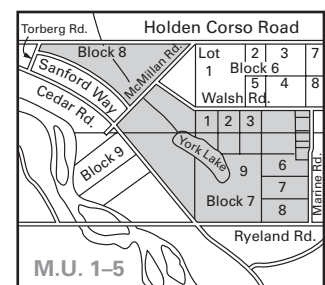 Torberg Rd.
Holden Corso Road
Block 8
McMillan Rd.
Lot
1
2
3
7
Block 6
5
4
8
Walsh Rd.
Sanford Way
Cedar Rd.
1
2
3
York Lake
Block 9
9
6
Block 7
7
8
Marine Rd.
Ryeland Rd.
M.U. 1–5